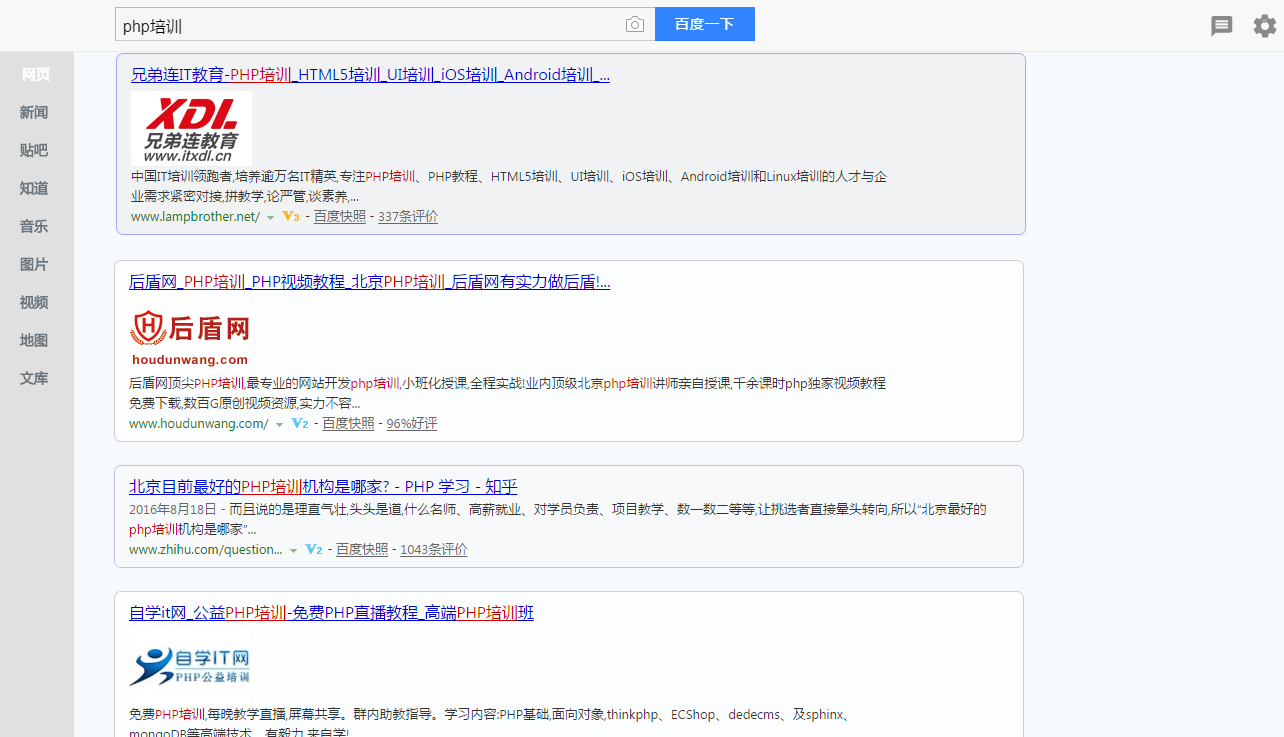 php培训
百度一下
网页
新闻
贴吧
知道
音乐
图片
视频
地图
文库
兄弟连IT教育-PHP培训_HTML5培训_UI培训_iOS培训_Android培训_...
XDL
兄弟连教育
www.itxdl.cn
中国IT培训领跑者,培养逾万名IT精英,专注PHP培训、PHP教程、HTML5培训、UI培训、iOS培训、Android培训和Linux培训的人才与企
业需求紧密对接,拼教学,论严管,谈素养,...
www.lampbrother.net/ V3 - 百度快照 - 337条评价
后盾网_PHP培训_PHP视频教程_北京PHP培训_后盾网有实力做后盾!...
H 后盾网
houdunwang.com
后盾网顶尖PHP培训,最专业的网站开发php培训,小班化授课,全程实战!业内顶级北京php培训讲师亲自授课,千余课时php独家视频教程
免费下载,数百G原创视频资源,实力不容...
www.houdunwang.com/ V2 - 百度快照 - 96%好评
北京目前最好的PHP培训机构是哪家? - PHP 学习 - 知乎
2016年8月18日 - 而且说的是理直气壮,头头是道,什么名师、高薪就业、对学员负责、项目教学、数一数二等等,让挑选者直接晕头转向,所以“北京最好的
php培训机构是哪家”...
www.zhihu.com/question... V2 - 百度快照 - 1043条评价
自学it网_公益PHP培训-免费PHP直播教程_高端PHP培训班
自学IT网
PHP公益培训
免费PHP培训,每晚教学直播,屏幕共享。群内助教指导。学习内容:PHP基础,面向对象,thinkphp、ECShop、dedecms、及sphinx、
mongoDB等高端技术。有毅力,来自学!